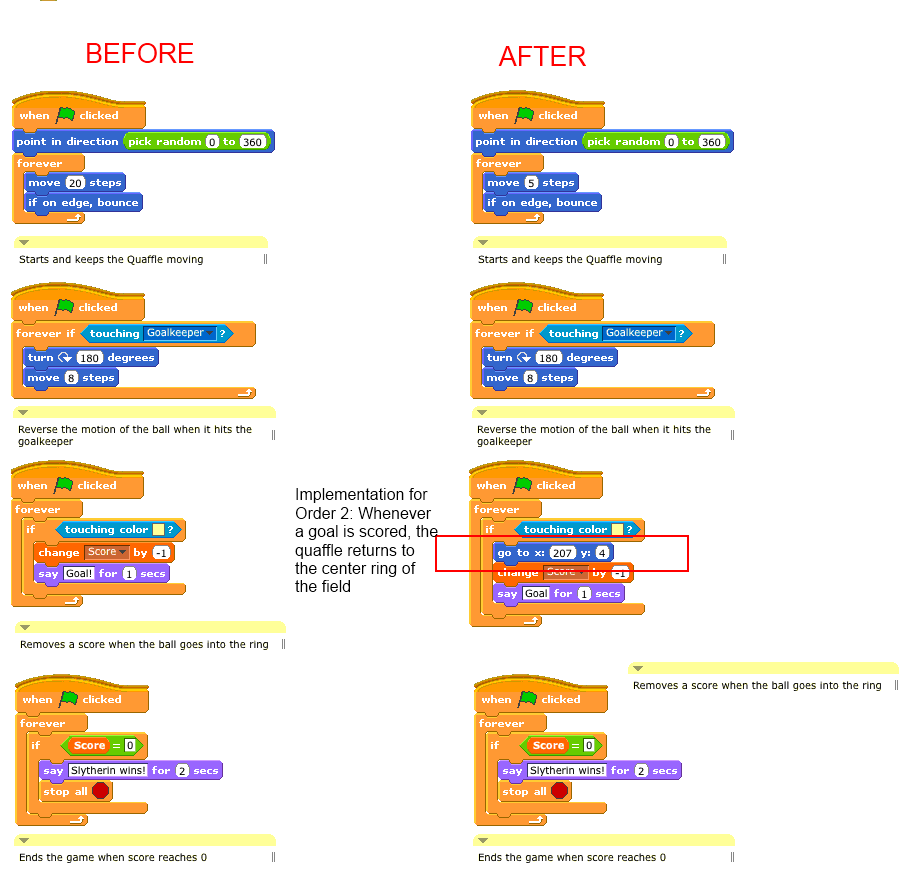 BEFORE
when clicked
point in direction pick random 0 to 360
forever
move 20 steps
if on edge, bounce
Starts and keeps the Quaffle moving
when clicked
forever if touching Goalkeeper ?
turn 180 degrees
move 8 steps
Reverse the motion of the ball when it hits the
goalkeeper
when clicked
forever
if touching color ?
change Score by -1
say Goal! for 1 secs
Removes a score when the ball goes into the ring
when clicked
forever
if Score = 0
say Slytherin wins! for 2 secs
stop all
Ends the game when score reaches 0
Implementation for
Order 2: Whenever
a goal is scored, the
quaffle returns to
the center ring of
the field
AFTER
when clicked
point in direction pick random 0 to 360
forever
move 5 steps
if on edge, bounce
Starts and keeps the Quaffle moving
when clicked
forever if touching Goalkeeper ?
turn 180 degrees
move 8 steps
Reverse the motion of the ball when it hits the
goalkeeper
when clicked
forever
if touching color ?
go to x: 207 y: 4
change Score by -1
say Goal for 1 secs
Removes a score when the ball goes into the ring
when clicked
forever
if Score = 0
say Slytherin wins! for 2 secs
stop all
Ends the game when score reaches 0